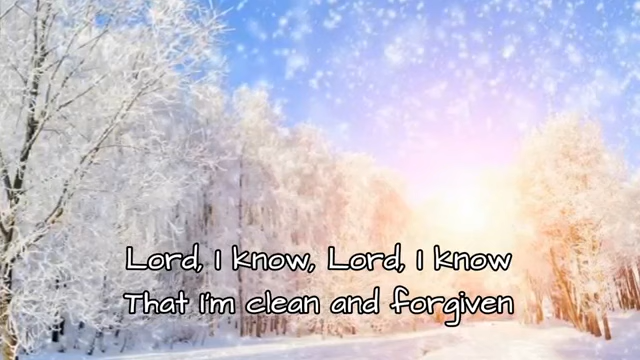 Lord, I know, Lord, I know
That I'm clean and forgiven